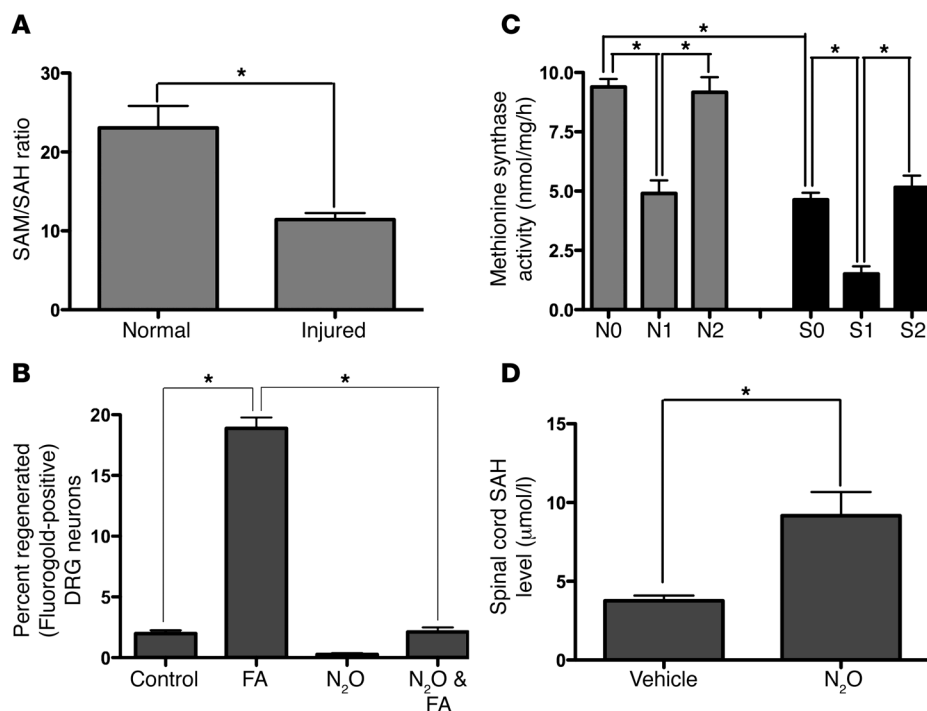 A
SAM/SAH ratio
30
20
10
0
*
Normal Injured
B
Percent regenerated
(Fluorogold-positive)
DRG neurons
20
15
10
5
0
* *
Control FA N₂O N₂O &
FA
C
Methionine synthase
activity (nmol/mg/h)
10.0
7.5
5.0
2.5
0.0
*
* * * *
N0 N1 N2 S0 S1 S2
D
Spinal cord SAH
level (μmol/l)
15
10
5
0
*
Vehicle N₂O